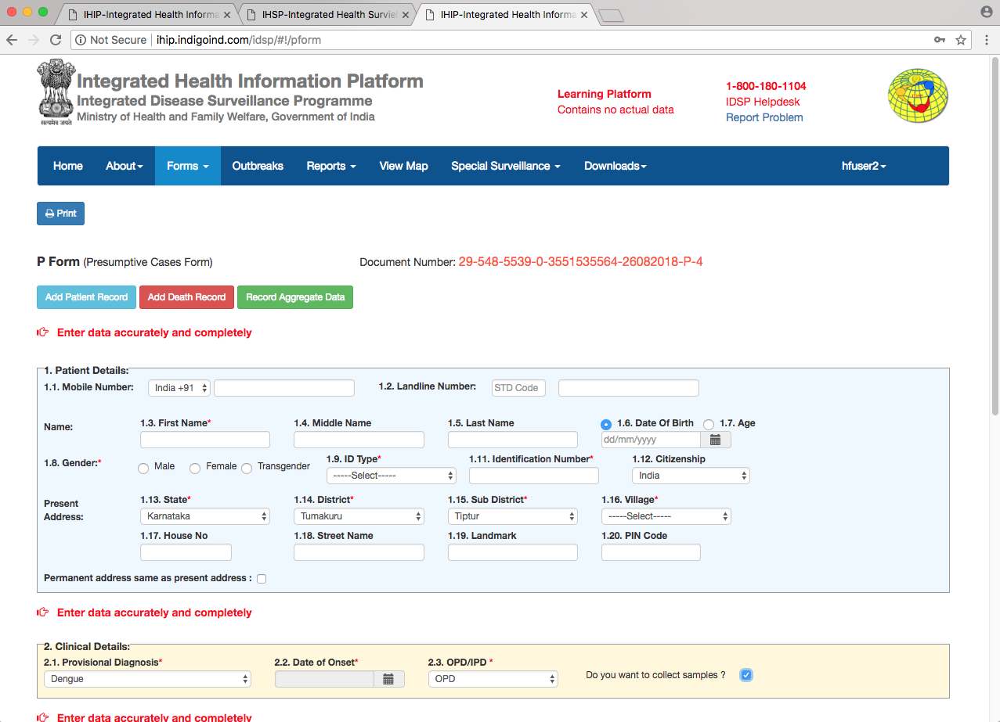 IHIP-Integrated Health Informa
IHSP-Integrated Health Surviel
IHIP-Integrated Health Informa
Not Secure
ihip.indigoind.com/idsp/#!/pform
Integrated Health Information Platform
Integrated Disease Surveillance Programme
Ministry of Health and Family Welfare, Government of India
सत्यमेव जयते
Learning Platform
Contains no actual data
1-800-180-1104
IDSP Helpdesk
Report Problem
Home About Forms Outbreaks Reports View Map Special Surveillance Downloads hfuser2
Print
P Form (Presumptive Cases Form) Document Number: 29-548-5539-0-3551535564-26082018-P-4
Add Patient Record Add Death Record Record Aggregate Data
Enter data accurately and completely
1. Patient Details:
1.1. Mobile Number: India +91 1.2. Landline Number: STD Code
Name: 1.3. First Name* 1.4. Middle Name 1.5. Last Name 1.6. Date Of Birth 1.7. Age
dd/mm/yyyy
1.8. Gender:* Male Female Transgender 1.9. ID Type* 1.11. Identification Number* 1.12. Citizenship
-----Select----- India
Present Address: 1.13. State* 1.14. District* 1.15. Sub District* 1.16. Village*
Karnataka Tumakuru Tiptur -----Select-----
1.17. House No 1.18. Street Name 1.19. Landmark 1.20. PIN Code
Permanent address same as present address :
Enter data accurately and completely
2. Clinical Details:
2.1. Provisional Diagnosis* 2.2. Date of Onset* 2.3. OPD/IPD *
Dengue OPD Do you want to collect samples ?
Enter data accurately and completely